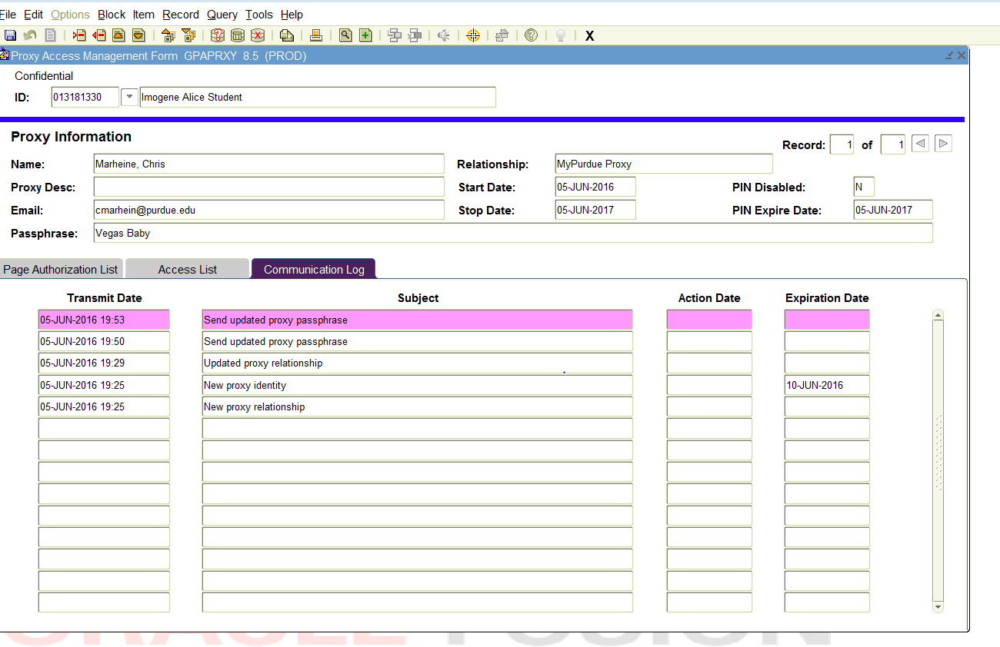 File Edit Options Block Item Record Query Tools Help
X
Proxy Access Management Form GPAPRXY 8.5 (PROD)
Confidential
ID: 013181330 Imogene Alice Student
Proxy Information
Record: 1 of 1
Name: Marheine, Chris Relationship: MyPurdue Proxy
Proxy Desc: Start Date: 05-JUN-2016 PIN Disabled: N
Email: cmarhein@purdue.edu Stop Date: 05-JUN-2017 PIN Expire Date: 05-JUN-2017
Passphrase: Vegas Baby
Page Authorization List Access List Communication Log
Transmit Date Subject Action Date Expiration Date
05-JUN-2016 19:53 Send updated proxy passphrase
05-JUN-2016 19:50 Send updated proxy passphrase
05-JUN-2016 19:29 Updated proxy relationship
05-JUN-2016 19:25 New proxy identity 10-JUN-2016
05-JUN-2016 19:25 New proxy relationship
ORACLE FUSION